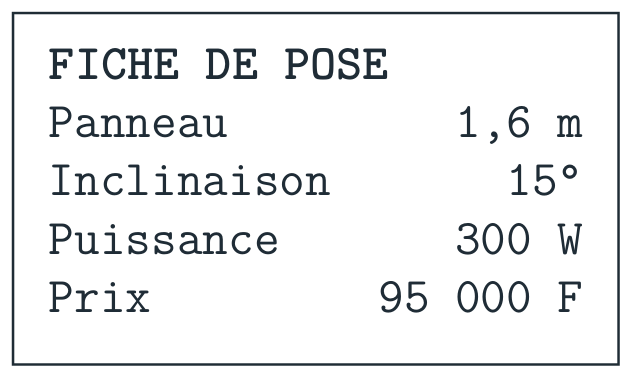 FICHE DE POSE
Panneau 1,6 m
Inclinaison 15°
Puissance 300 W
Prix 95 000 F